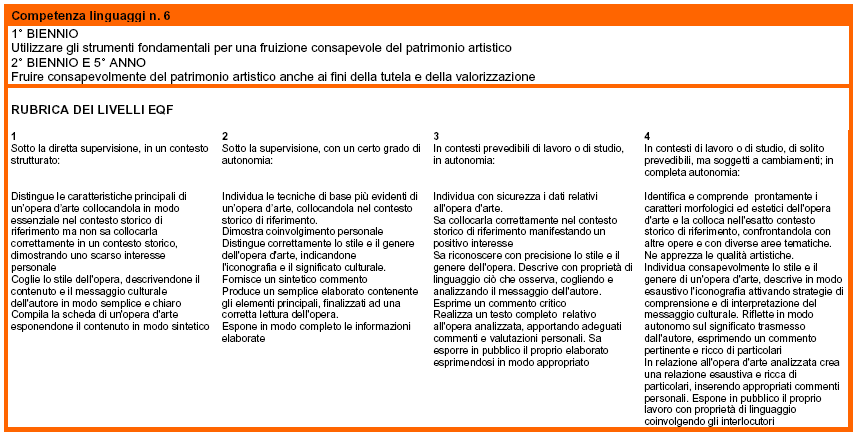 Competenza linguaggi n. 6
1° BIENNIO
Utilizzare gli strumenti fondamentali per una fruizione consapevole del patrimonio artistico
2° BIENNIO E 5° ANNO
Fruire consapevolmente del patrimonio artistico anche ai fini della tutela e della valorizzazione
RUBRICA DEI LIVELLI EQF
1
Sotto la diretta supervisione, in un contesto
strutturato:
Distingue le caratteristiche principali di
un'opera d'arte collocandola in modo
essenziale nel contesto storico di
riferimento ma non sa collocarla
correttamente in un contesto storico,
dimostrando uno scarso interesse
personale
Coglie lo stile dell'opera, descrivendone il
contenuto e il messaggio culturale
dell'autore in modo semplice e chiaro
Compila la scheda di un'opera d'arte
esponendone il contenuto in modo sintetico
2
Sotto la supervisione, con un certo grado di
autonomia:
Individua le tecniche di base più evidenti di
un'opera d'arte, collocandola nel contesto
storico di riferimento.
Dimostra coinvolgimento personale
Distingue correttamente lo stile e il genere
dell'opera d'arte, indicandone
l'iconografia e il significato culturale.
Fornisce un sintetico commento
Produce un semplice elaborato contenente
gli elementi principali, finalizzati ad una
corretta lettura dell'opera.
Espone in modo completo le informazioni
elaborate
3
In contesti prevedibili di lavoro o di studio,
in autonomia:
Individua con sicurezza i dati relativi
all'opera d'arte.
Sa collocarla correttamente nel contesto
storico di riferimento manifestando un
positivo interesse
Sa riconoscere con precisione lo stile e il
genere dell'opera. Descrive con proprietà di
linguaggio ciò che osserva, cogliendo e
analizzando il messaggio dell'autore.
Esprime un commento critico
Realizza un testo completo relativo
all'opera analizzata, apportando adeguati
commenti e valutazioni personali. Sa
esporre in pubblico il proprio elaborato
esprimendosi in modo appropriato
4
In contesti di lavoro o di studio, di solito
prevedibili, ma soggetti a cambiamenti; in
completa autonomia:
Identifica e comprende prontamente i
caratteri morfologici ed estetici dell'opera
d'arte e la colloca nell'esatto contesto
storico di riferimento, confrontandola con
altre opere e con diverse aree tematiche.
Ne apprezza le qualità artistiche.
Individua consapevolmente lo stile e il
genere di un'opera d'arte, descrive in modo
esaustivo l'iconografia attivando strategie di
comprensione e di interpretazione del
messaggio culturale. Riflette in modo
autonomo sul significato trasmesso
dall'autore, esprimendo un commento
pertinente e ricco di particolari
In relazione all'opera d'arte analizzata crea
una relazione esaustiva e ricca di
particolari, inserendo appropriati commenti
personali. Espone in pubblico il proprio
lavoro con proprietà di linguaggio
coinvolgendo gli interlocutori